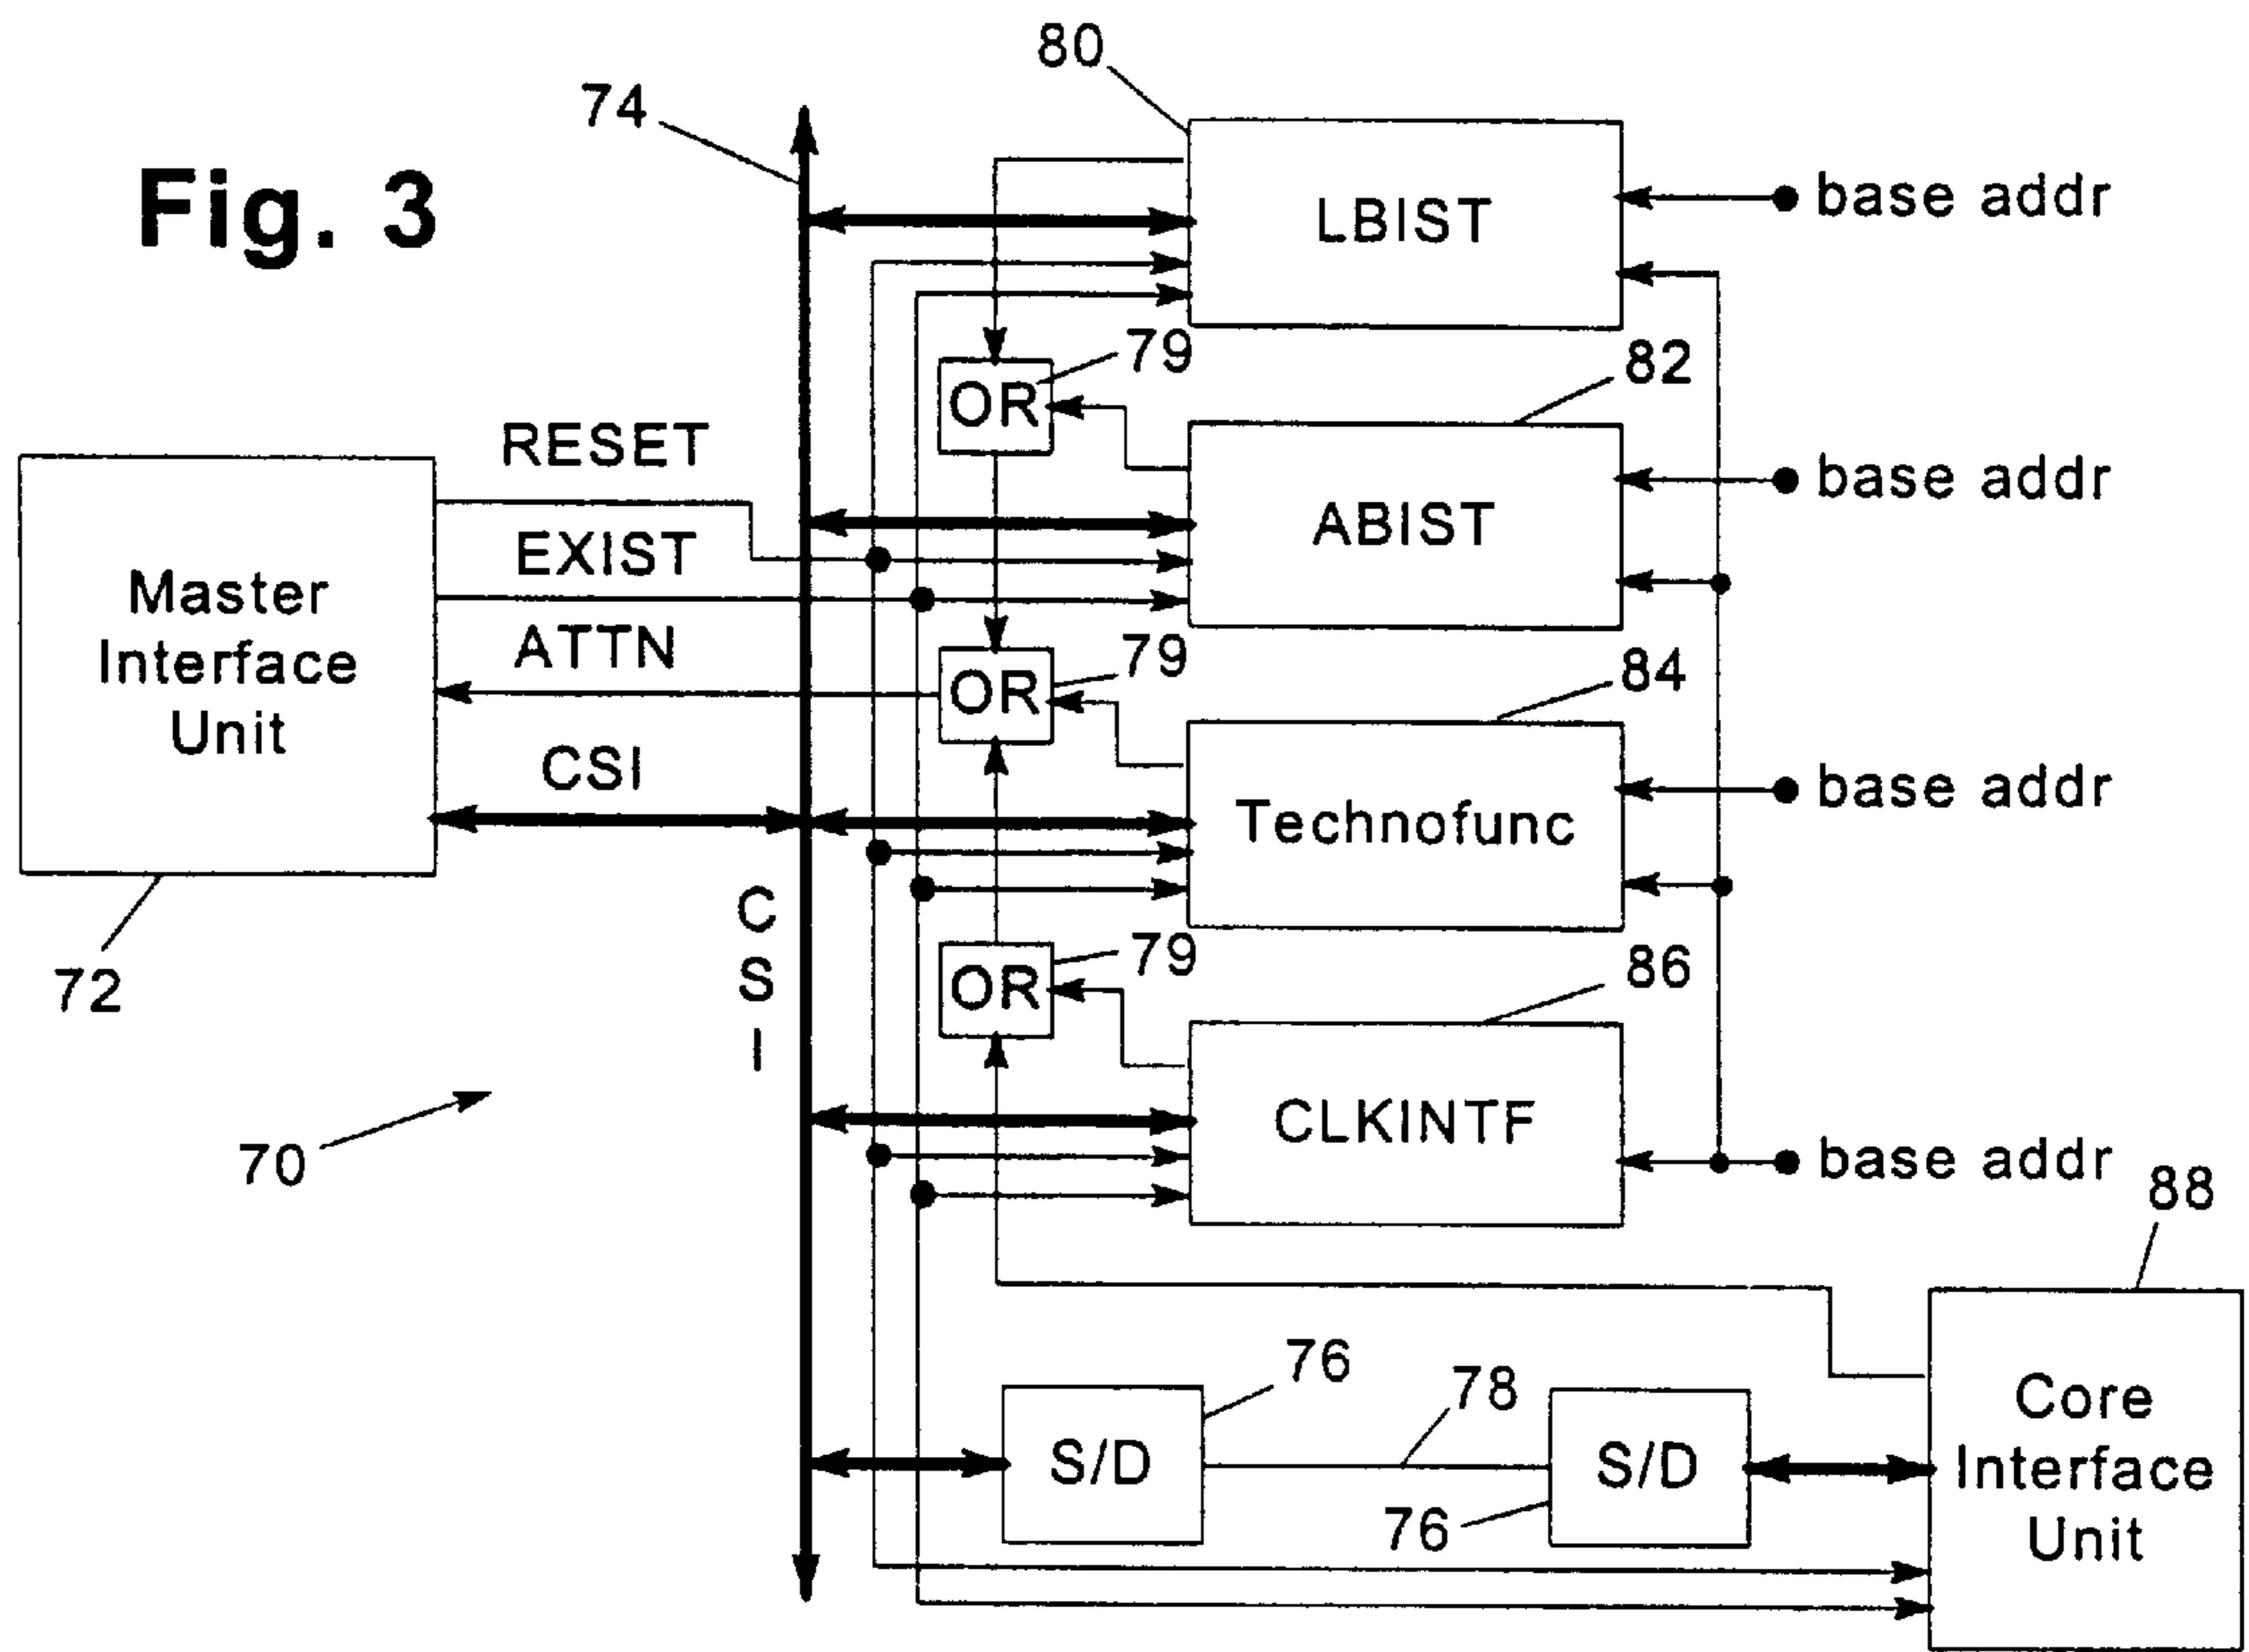 Fig. 3
80
74
LBIST
base addr
79
OR
82
RESET
ABIST
base addr
EXIST
Master
Interface
Unit
ATTN
79
OR
84
CSI
Technofunc
base addr
72
C
S
I
79
OR
86
CLKINTF
base addr
70
88
76
78
S/D
S/D
76
Core
Interface
Unit